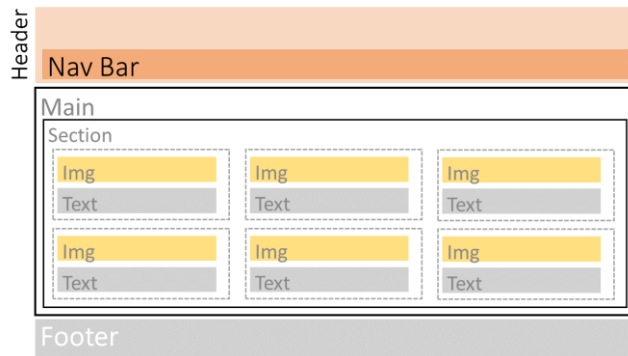 Header
Nav Bar
Main
Section
Img
Img
Img
Text
Text
Text
Img
Img
Img
Text
Text
Text
Footer